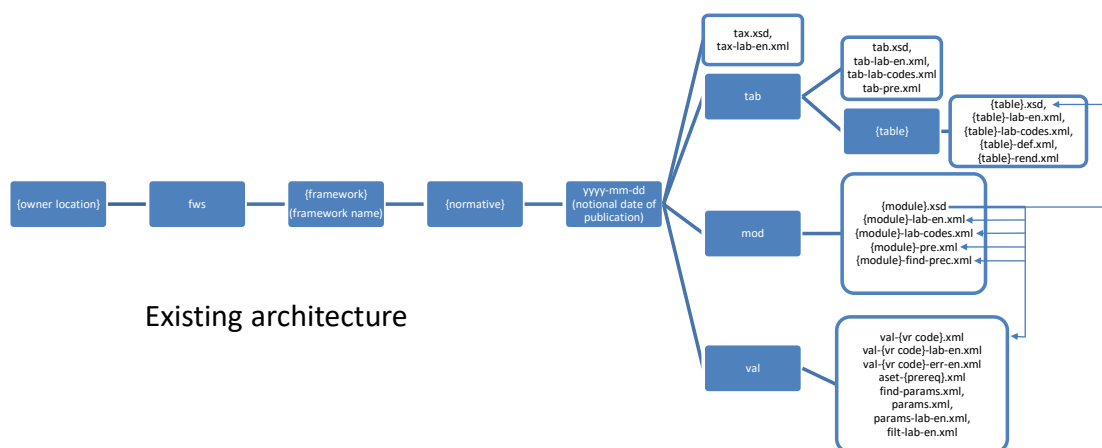 tax.xsd,
tax-lab-en.xml
tab.xsd,
tab-lab-en.xml,
tab-lab-codes.xml
tab-pre.xml
tab
{table}
{table}.xsd,
{table}-lab-en.xml,
{table}-lab-codes.xml,
{table}-def.xml,
{table}-rend.xml
{owner location}
fws
{framework}
(framework name)
{normative}
yyyy-mm-dd
(notional date of
publication)
mod
{module}.xsd
{module}-lab-en.xml
{module}-lab-codes.xml
{module}-pre.xml
{module}-find-prec.xml
Existing architecture
val
val-{vr code}.xml
val-{vr code}-lab-en.xml
val-{vr code}-err-en.xml
aset-{prereq}.xml
find-params.xml,
params.xml,
params-lab-en.xml,
filt-lab-en.xml